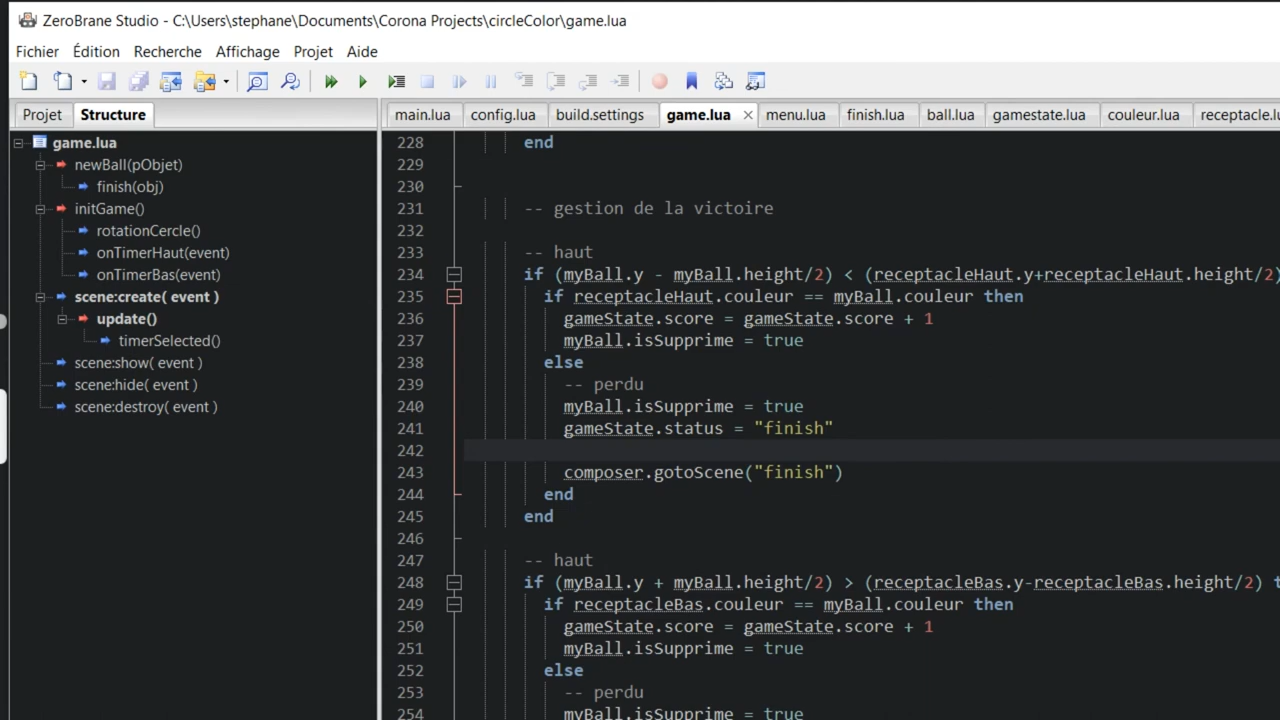 ZeroBrane Studio - C:\Users\stephane\Documents\Corona Projects\circleColor\game.lua
Fichier Édition Recherche Affichage Projet Aide
Projet Structure
main.lua config.lua build.settings game.lua menu.lua finish.lua ball.lua gamestate.lua couleur.lua receptacle.lu
game.lua
newBall(pObjet)
finish(obj)
initGame()
rotationCercle()
onTimerHaut(event)
onTimerBas(event)
scene:create( event )
update()
timerSelected()
scene:show( event )
scene:hide( event )
scene:destroy( event )
228 end
229
230
231 -- gestion de la victoire
232
233 -- haut
234 if (myBall.y - myBall.height/2) < (receptacleHaut.y+receptacleHaut.height/2)
235 if receptacleHaut.couleur == myBall.couleur then
236 gameState.score = gameState.score + 1
237 myBall.isSupprime = true
238 else
239 -- perdu
240 myBall.isSupprime = true
241 gameState.status = "finish"
242
243 composer.gotoScene("finish")
244 end
245 end
246
247 -- haut
248 if (myBall.y + myBall.height/2) > (receptacleBas.y-receptacleBas.height/2) t
249 if receptacleBas.couleur == myBall.couleur then
250 gameState.score = gameState.score + 1
251 myBall.isSupprime = true
252 else
253 -- perdu
254 myBall.isSupprime = true